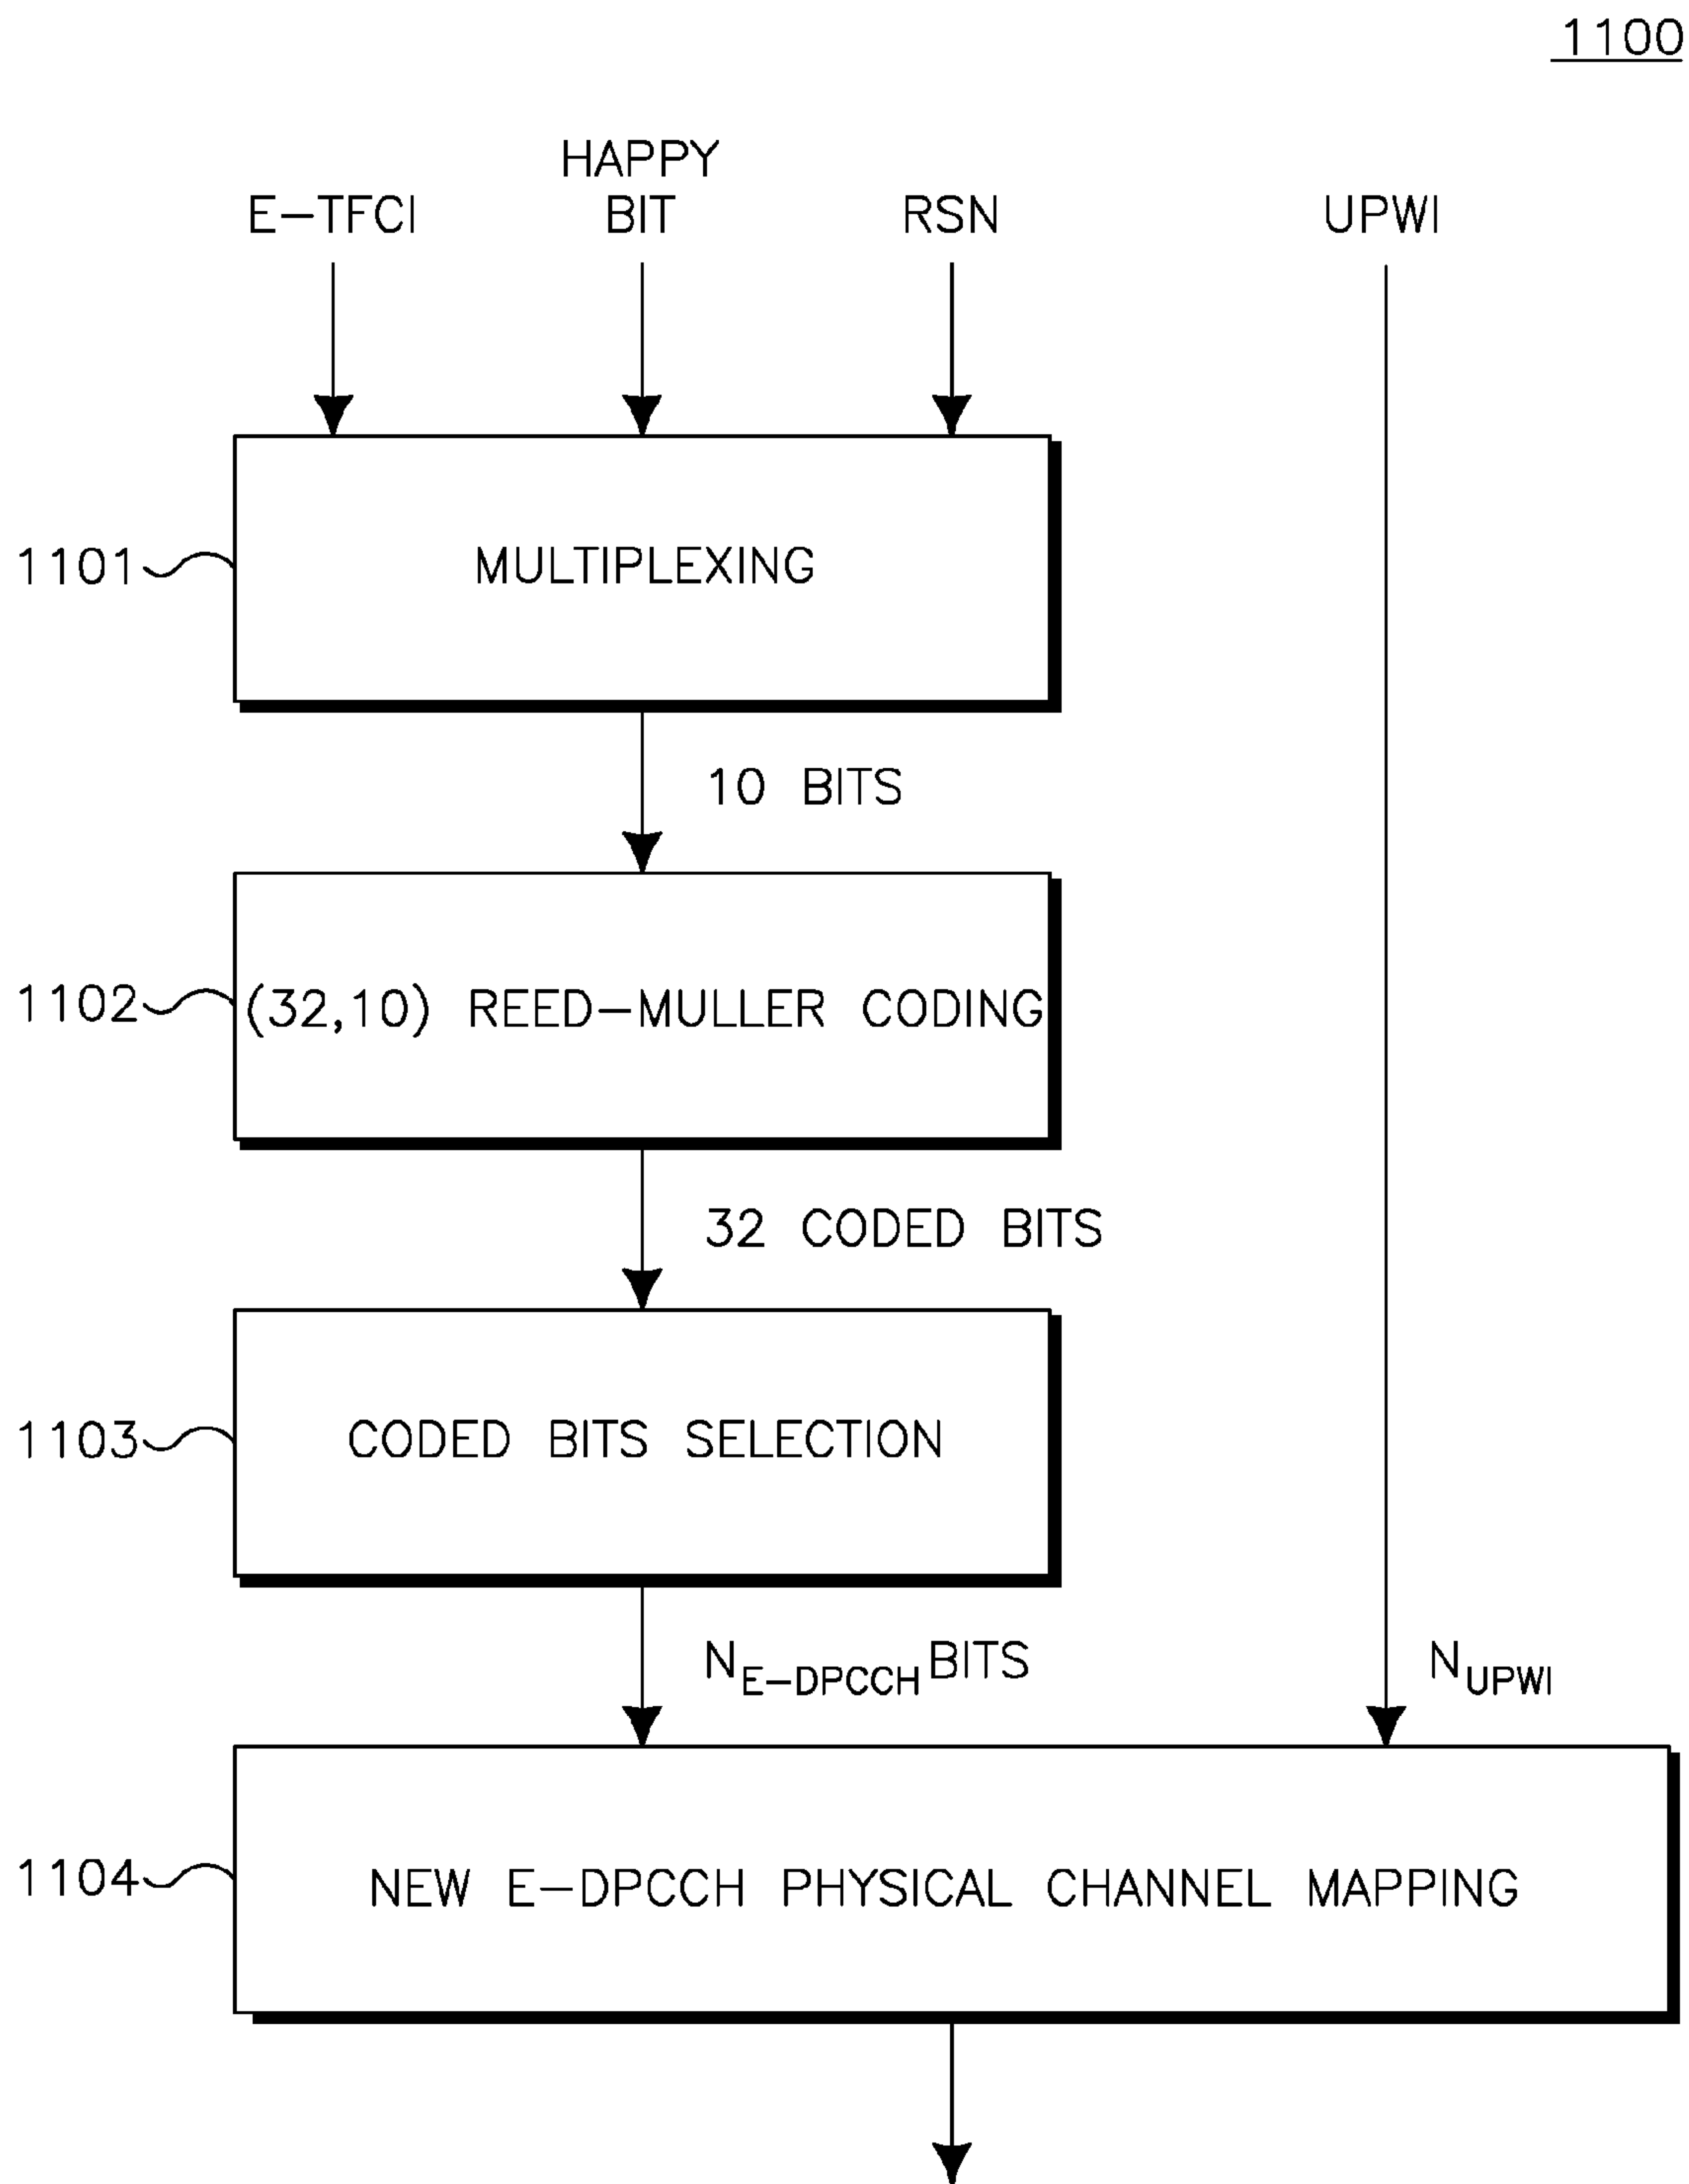 1100
HAPPY
E-TFCI BIT RSN UPWI
1101 MULTIPLEXING
10 BITS
1102 (32,10) REED-MULLER CODING
32 CODED BITS
1103 CODED BITS SELECTION
NE-DPCCH BITS NUPWI
1104 NEW E-DPCCH PHYSICAL CHANNEL MAPPING